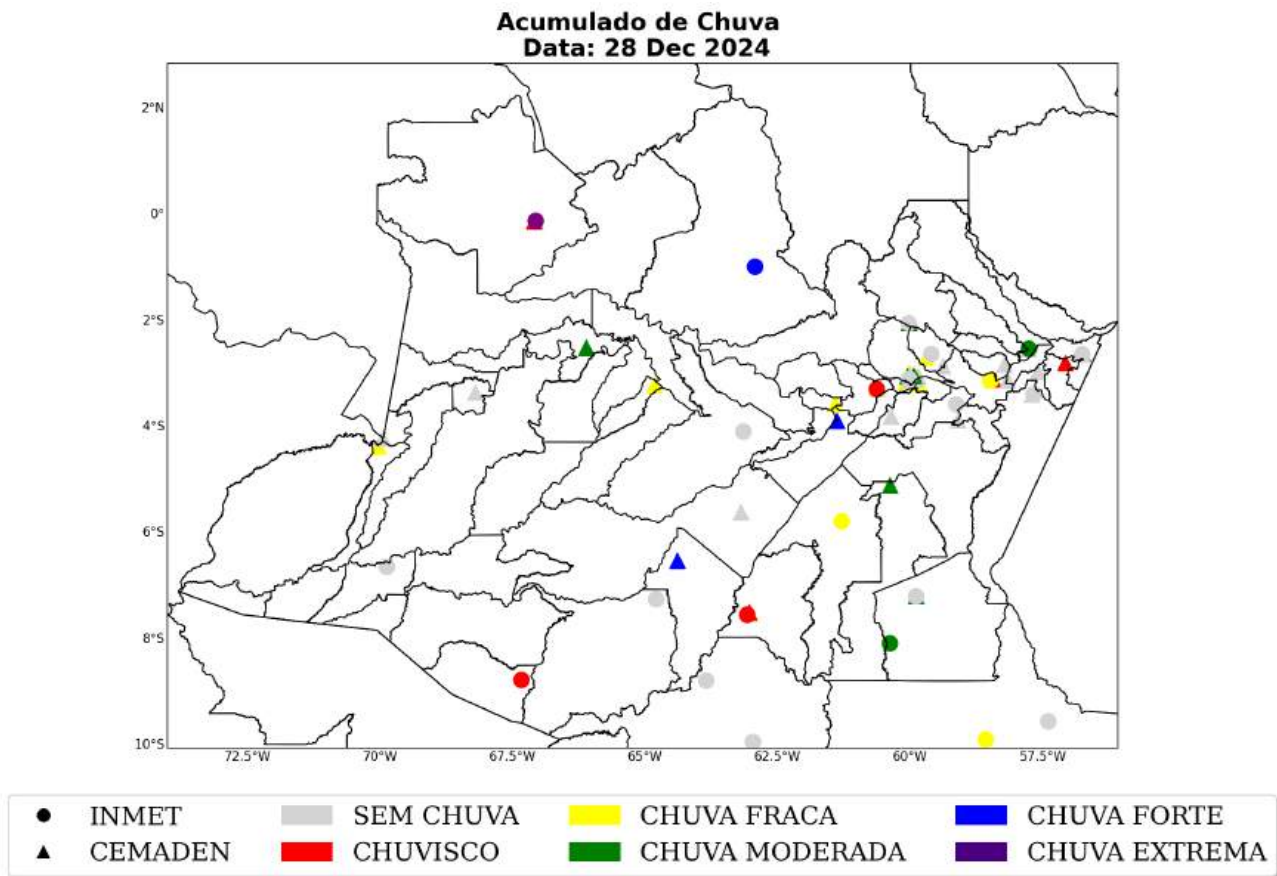 Acumulado de Chuva
Data: 28 Dec 2024
2°N
0°
2°S
4°S
6°S
8°S
10°S
72.5°W 70°W 67.5°W 65°W 62.5°W 60°W 57.5°W
INMET SEM CHUVA CHUVA FRACA CHUVA FORTE
CEMADEN CHUVISCO CHUVA MODERADA CHUVA EXTREMA